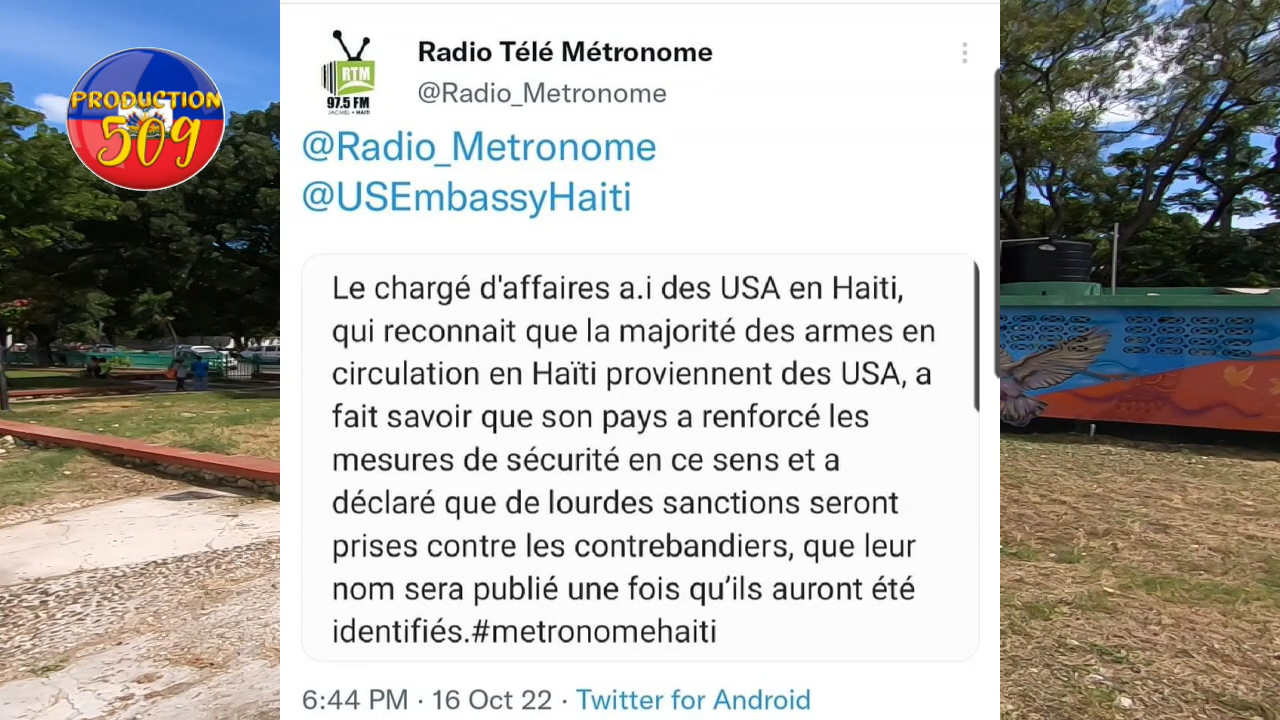 PRODUCTION
509
RTM
97.5 FM
JACMEL • HAITI
Radio Télé Métronome
@Radio_Metronome
@Radio_Metronome
@USEmbassyHaiti
Le chargé d'affaires a.i des USA en Haiti,
qui reconnait que la majorité des armes en
circulation en Haïti proviennent des USA, a
fait savoir que son pays a renforcé les
mesures de sécurité en ce sens et a
déclaré que de lourdes sanctions seront
prises contre les contrebandiers, que leur
nom sera publié une fois qu’ils auront été
identifiés.#metronomehaiti
6:44 PM · 16 Oct 22 · Twitter for Android